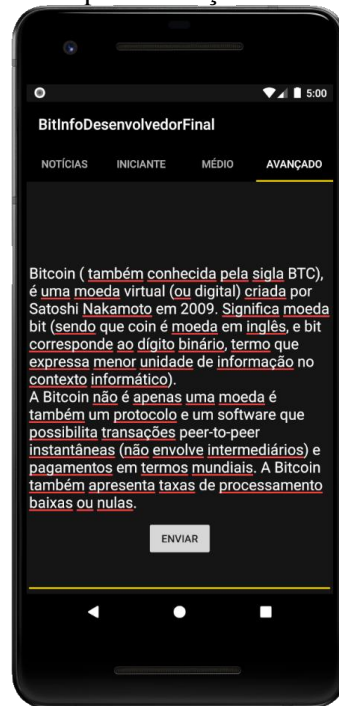 5:00
BitInfoDesenvolvedorFinal
NOTÍCIAS INICIANTE MÉDIO AVANÇADO
Bitcoin ( também conhecida pela sigla BTC),
é uma moeda virtual (ou digital) criada por
Satoshi Nakamoto em 2009. Significa moeda
bit (sendo que coin é moeda em inglês, e bit
corresponde ao dígito binário, termo que
expressa menor unidade de informação no
contexto informático).
A Bitcoin não é apenas uma moeda é
também um protocolo e um software que
possibilita transações peer-to-peer
instantâneas (não envolve intermediários) e
pagamentos em termos mundiais. A Bitcoin
também apresenta taxas de processamento
baixas ou nulas.
ENVIAR